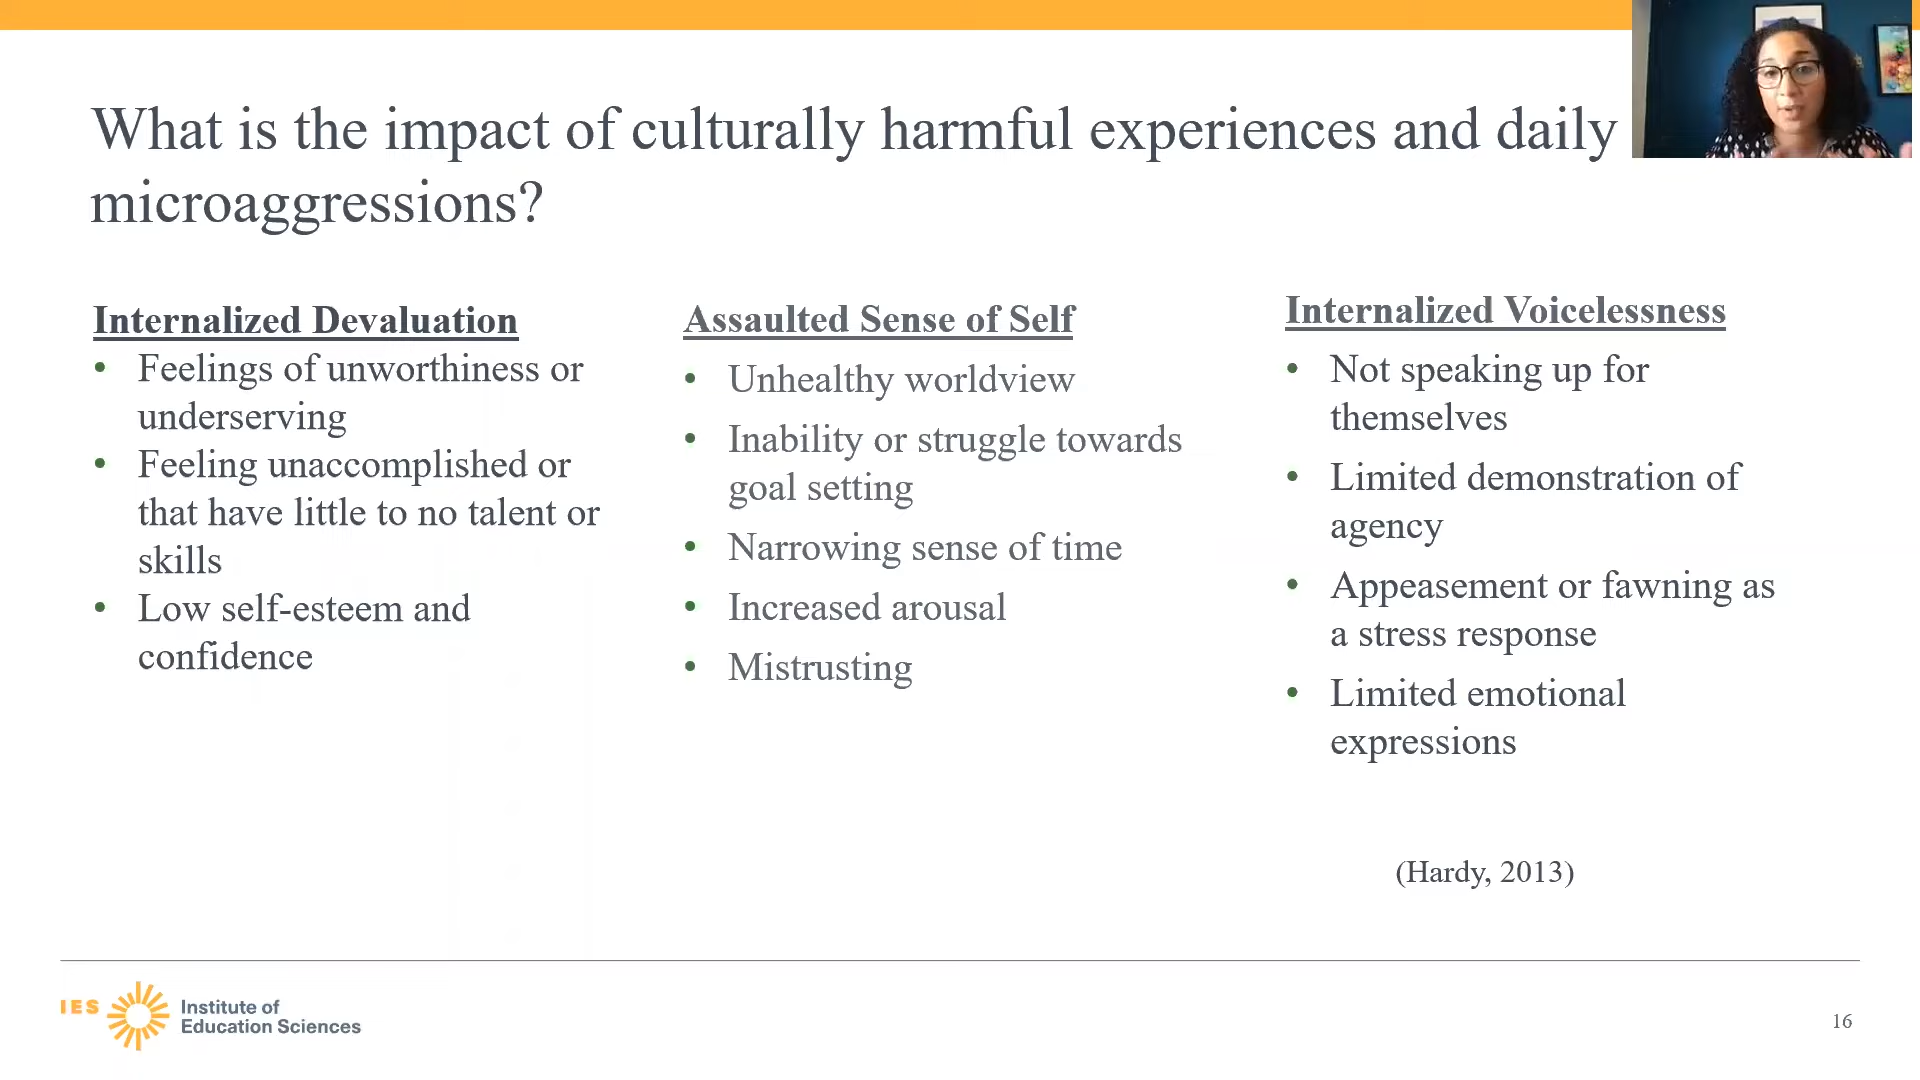 What is the impact of culturally harmful experiences and daily
microaggressions?
Internalized Devaluation
• Feelings of unworthiness or
underserving
• Feeling unaccomplished or
that have little to no talent or
skills
• Low self-esteem and
confidence
Assaulted Sense of Self
• Unhealthy worldview
• Inability or struggle towards
goal setting
• Narrowing sense of time
• Increased arousal
• Mistrusting
Internalized Voicelessness
• Not speaking up for
themselves
• Limited demonstration of
agency
• Appeasement or fawning as
a stress response
• Limited emotional
expressions
(Hardy, 2013)
IES
Institute of
Education Sciences
16